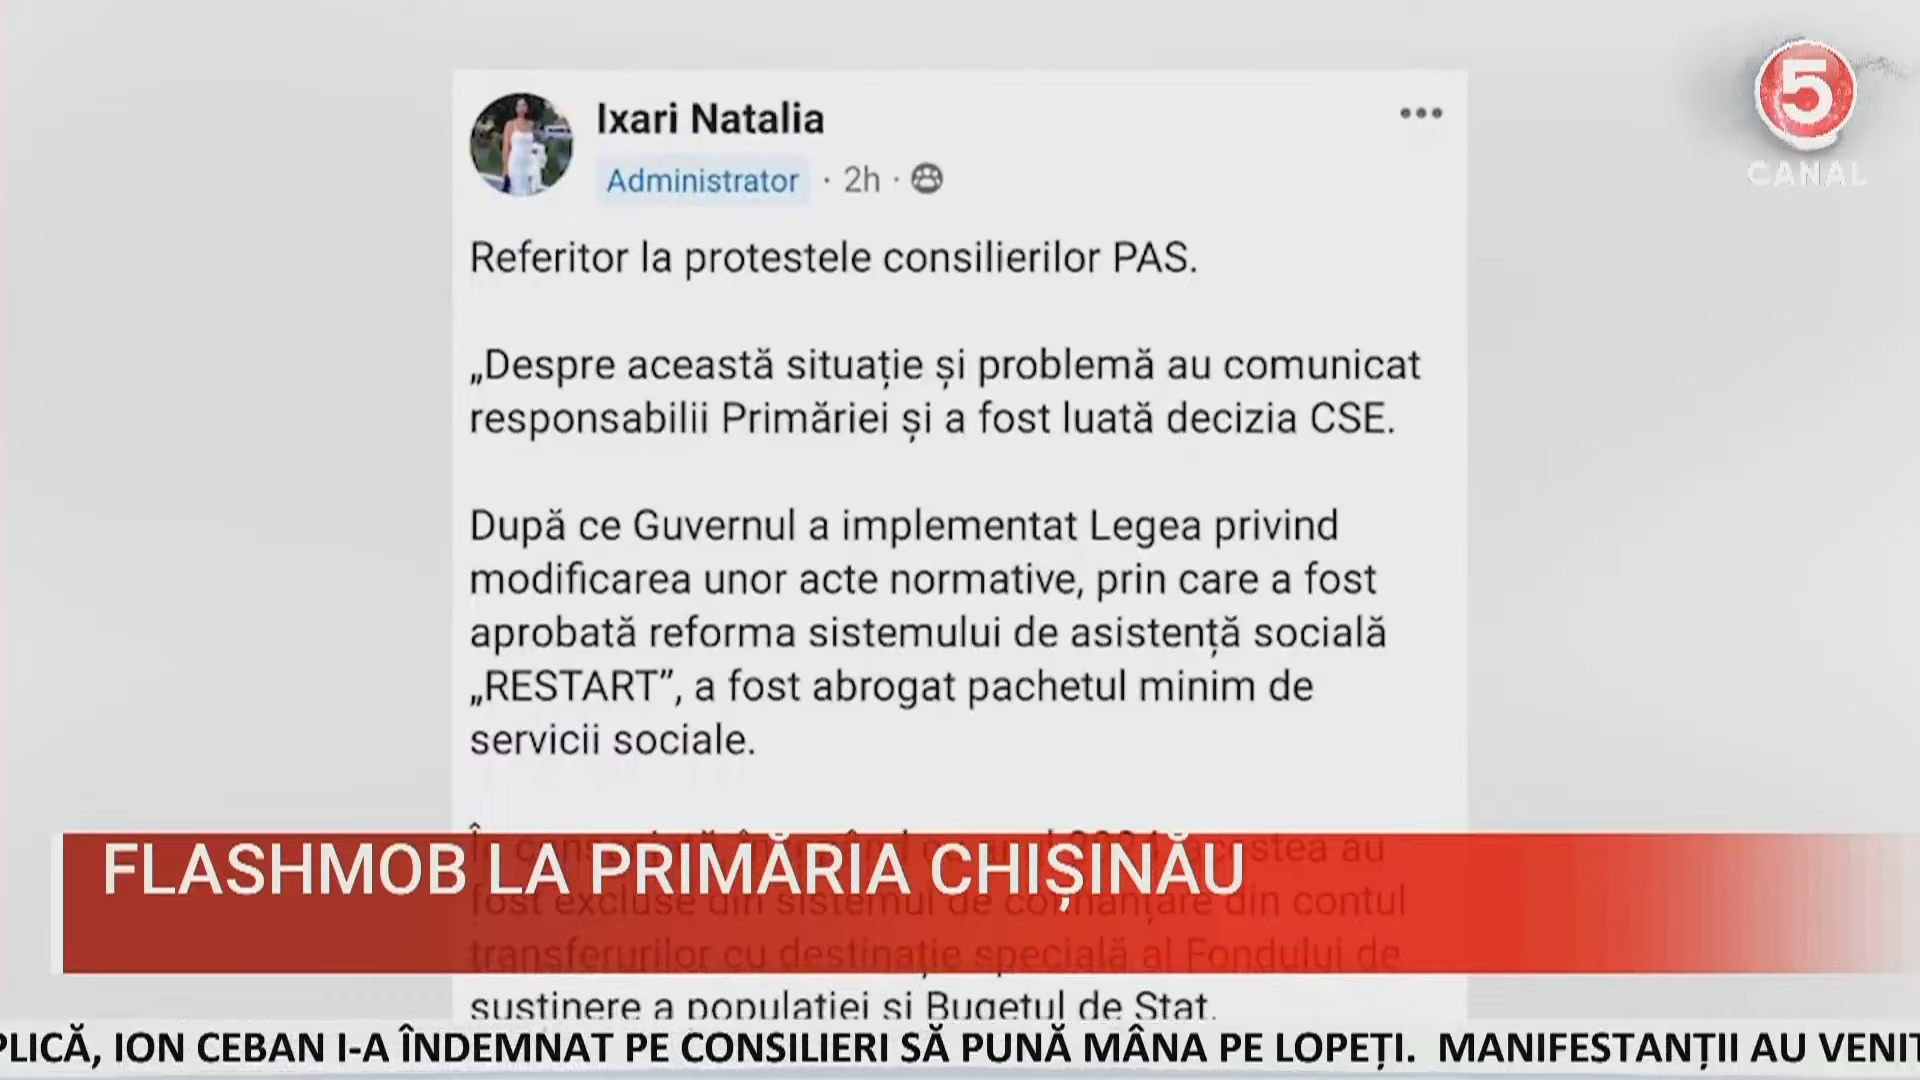 5
CANAL
Ixari Natalia
Administrator · 2h ·
Referitor la protestele consilierilor PAS.
„Despre această situație și problemă au comunicat
responsabilii Primăriei și a fost luată decizia CSE.
După ce Guvernul a implementat Legea privind
modificarea unor acte normative, prin care a fost
aprobată reforma sistemului de asistență socială
„RESTART”, a fost abrogat pachetul minim de
servicii sociale.
acestea au
FLASHMOB LA PRIMĂRIA CHIȘINĂU
fost excluse din sistemul de cofinanțare din contul
transferurilor cu destinație specială al Fondului de
susținere a populației și Bugetul de Stat.
PLICĂ, ION CEBAN I-A ÎNDEMNAT PE CONSILIERI SĂ PUNĂ MÂNA PE LOPEȚI. MANIFESTANȚII AU VENIT